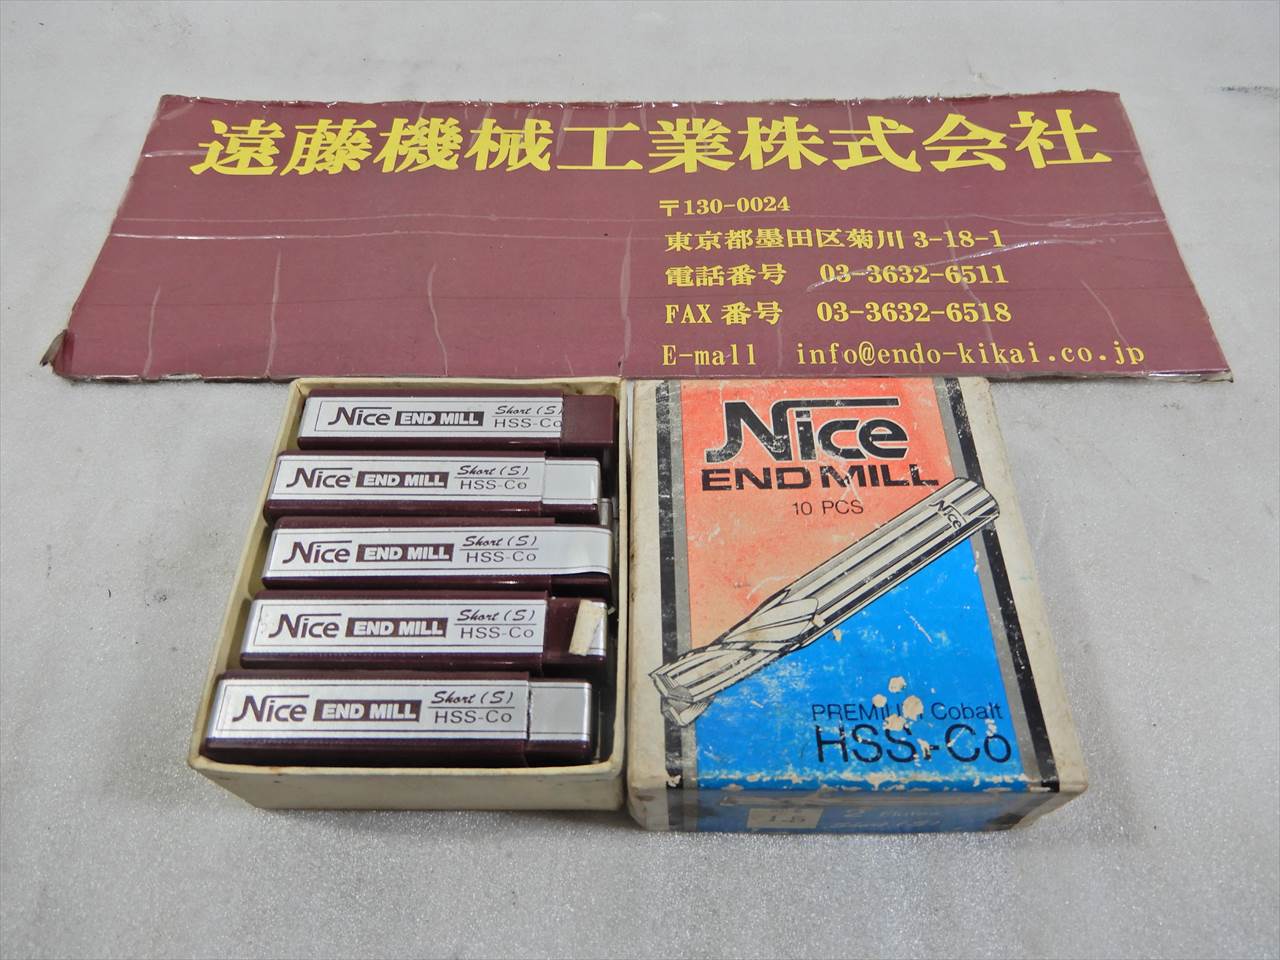 遠藤機械工業株式会社
〒130-0024
東京都墨田区菊川 3-18-1
電話番号 03-3632-6511
FAX 番号 03-3632-6518
E-mall info@endo-kikai.co.jp
Nice END MILL Short (S)
HSS-Co
Nice END MILL Short (S)
HSS-Co
Nice END MILL Short (S)
HSS-Co
Nice END MILL Short (S)
HSS-Co
Nice END MILL Short (S)
HSS-Co
Nice
END MILL
10 PCS
Nice
PREMIUM Cobalt
HSS-Co
2